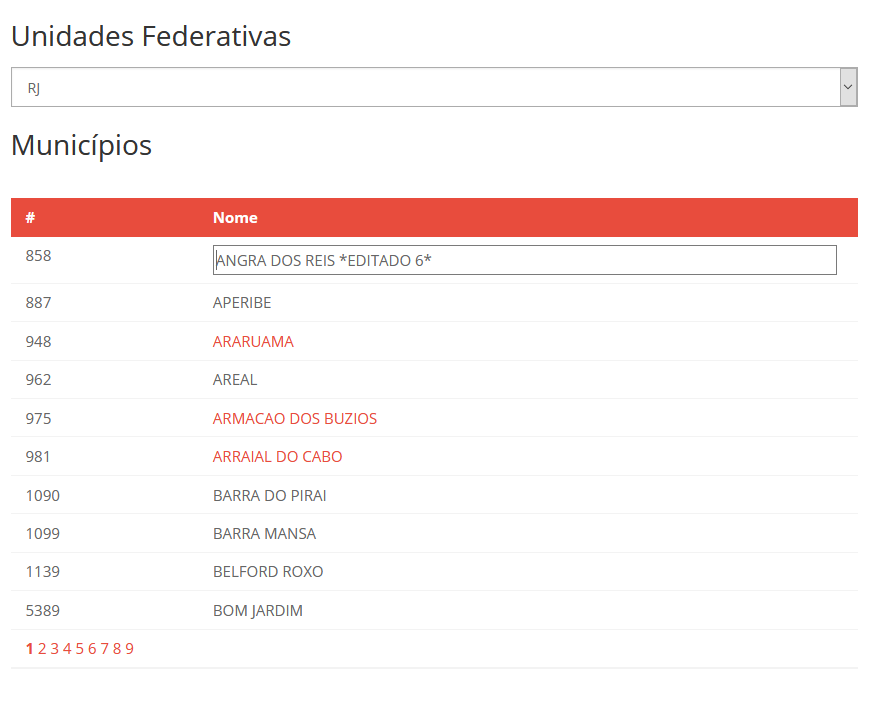 Unidades Federativas
RJ
Municípios
# Nome
858 ANGRA DOS REIS *EDITADO 6*
887 APERIBE
948 ARARUAMA
962 AREAL
975 ARMACAO DOS BUZIOS
981 ARRAIAL DO CABO
1090 BARRA DO PIRAI
1099 BARRA MANSA
1139 BELFORD ROXO
5389 BOM JARDIM
1 2 3 4 5 6 7 8 9